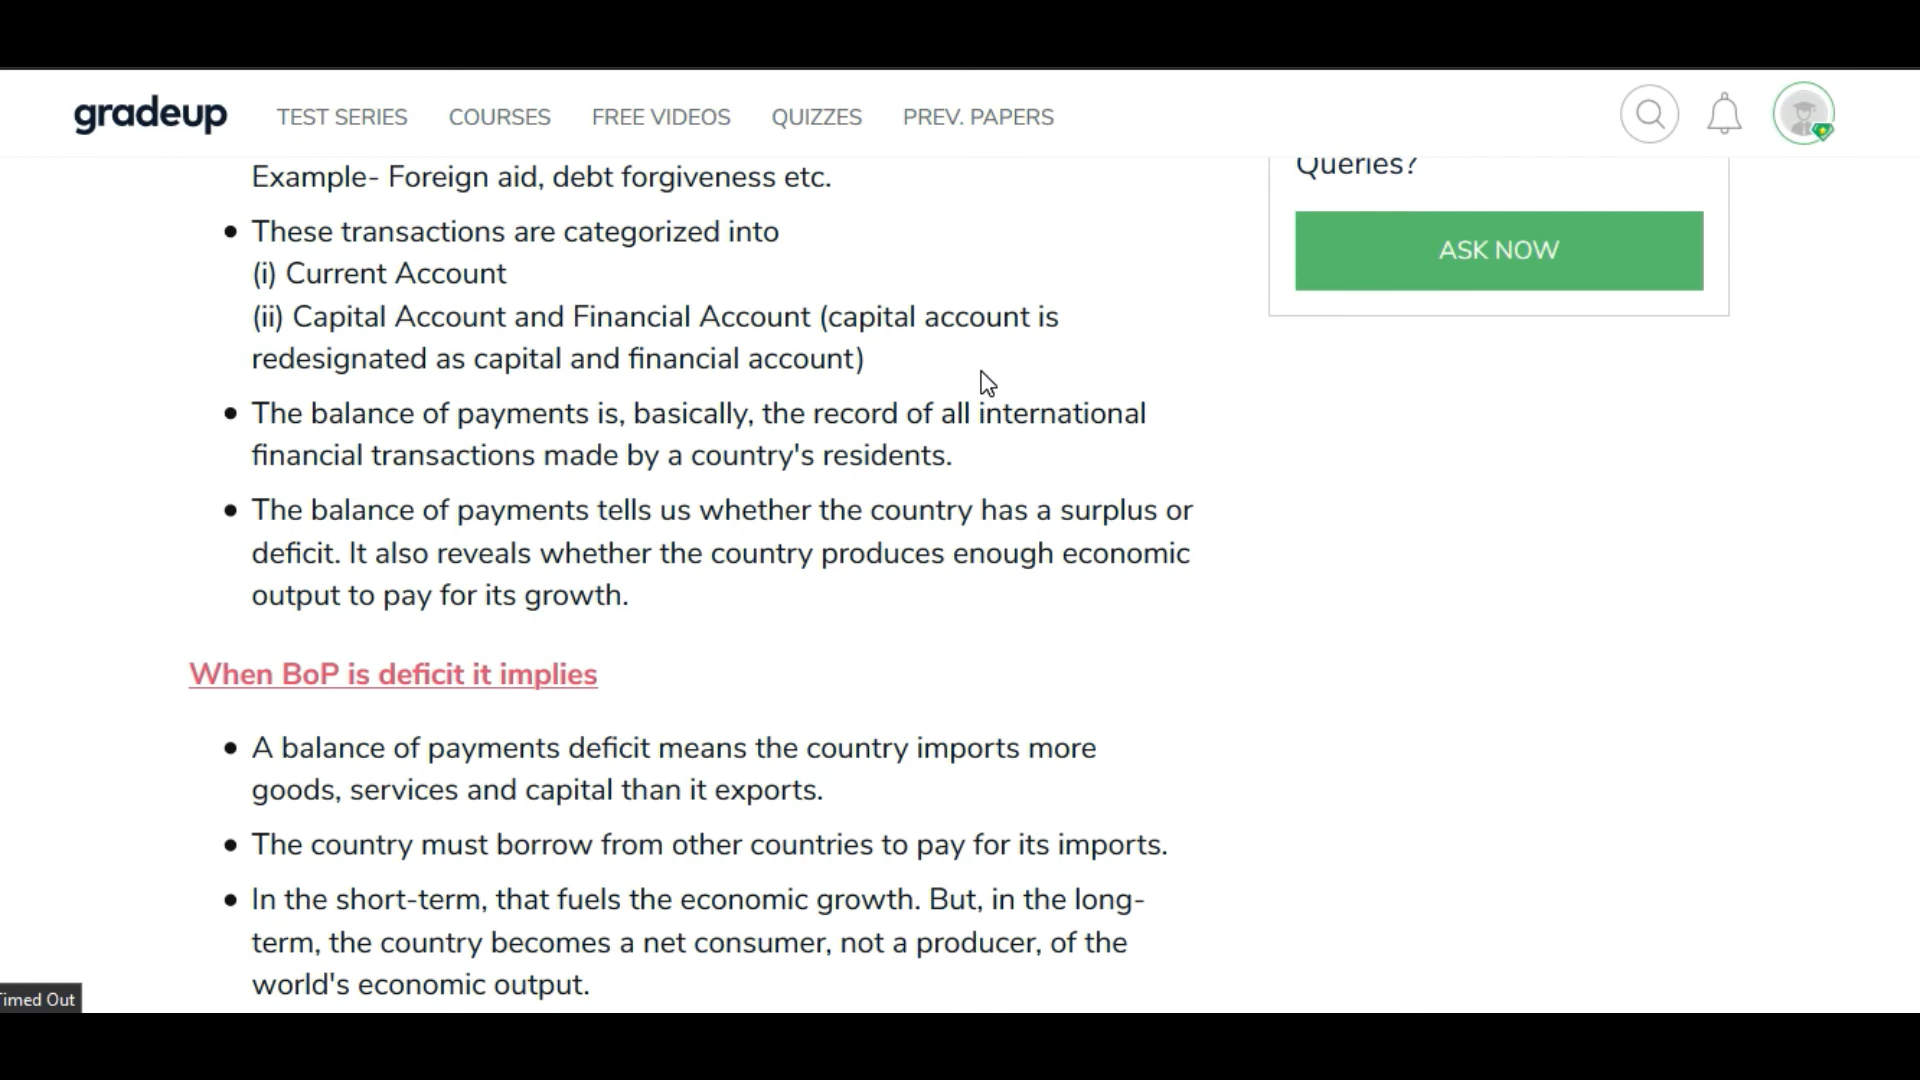 gradeup TEST SERIES COURSES FREE VIDEOS QUIZZES PREV. PAPERS
Example- Foreign aid, debt forgiveness etc.
• These transactions are categorized into
(i) Current Account
(ii) Capital Account and Financial Account (capital account is
redesignated as capital and financial account)
• The balance of payments is, basically, the record of all international
financial transactions made by a country's residents.
• The balance of payments tells us whether the country has a surplus or
deficit. It also reveals whether the country produces enough economic
output to pay for its growth.
When BoP is deficit it implies
• A balance of payments deficit means the country imports more
goods, services and capital than it exports.
• The country must borrow from other countries to pay for its imports.
• In the short-term, that fuels the economic growth. But, in the long-
term, the country becomes a net consumer, not a producer, of the
world's economic output.
Queries?
ASK NOW
Timed Out